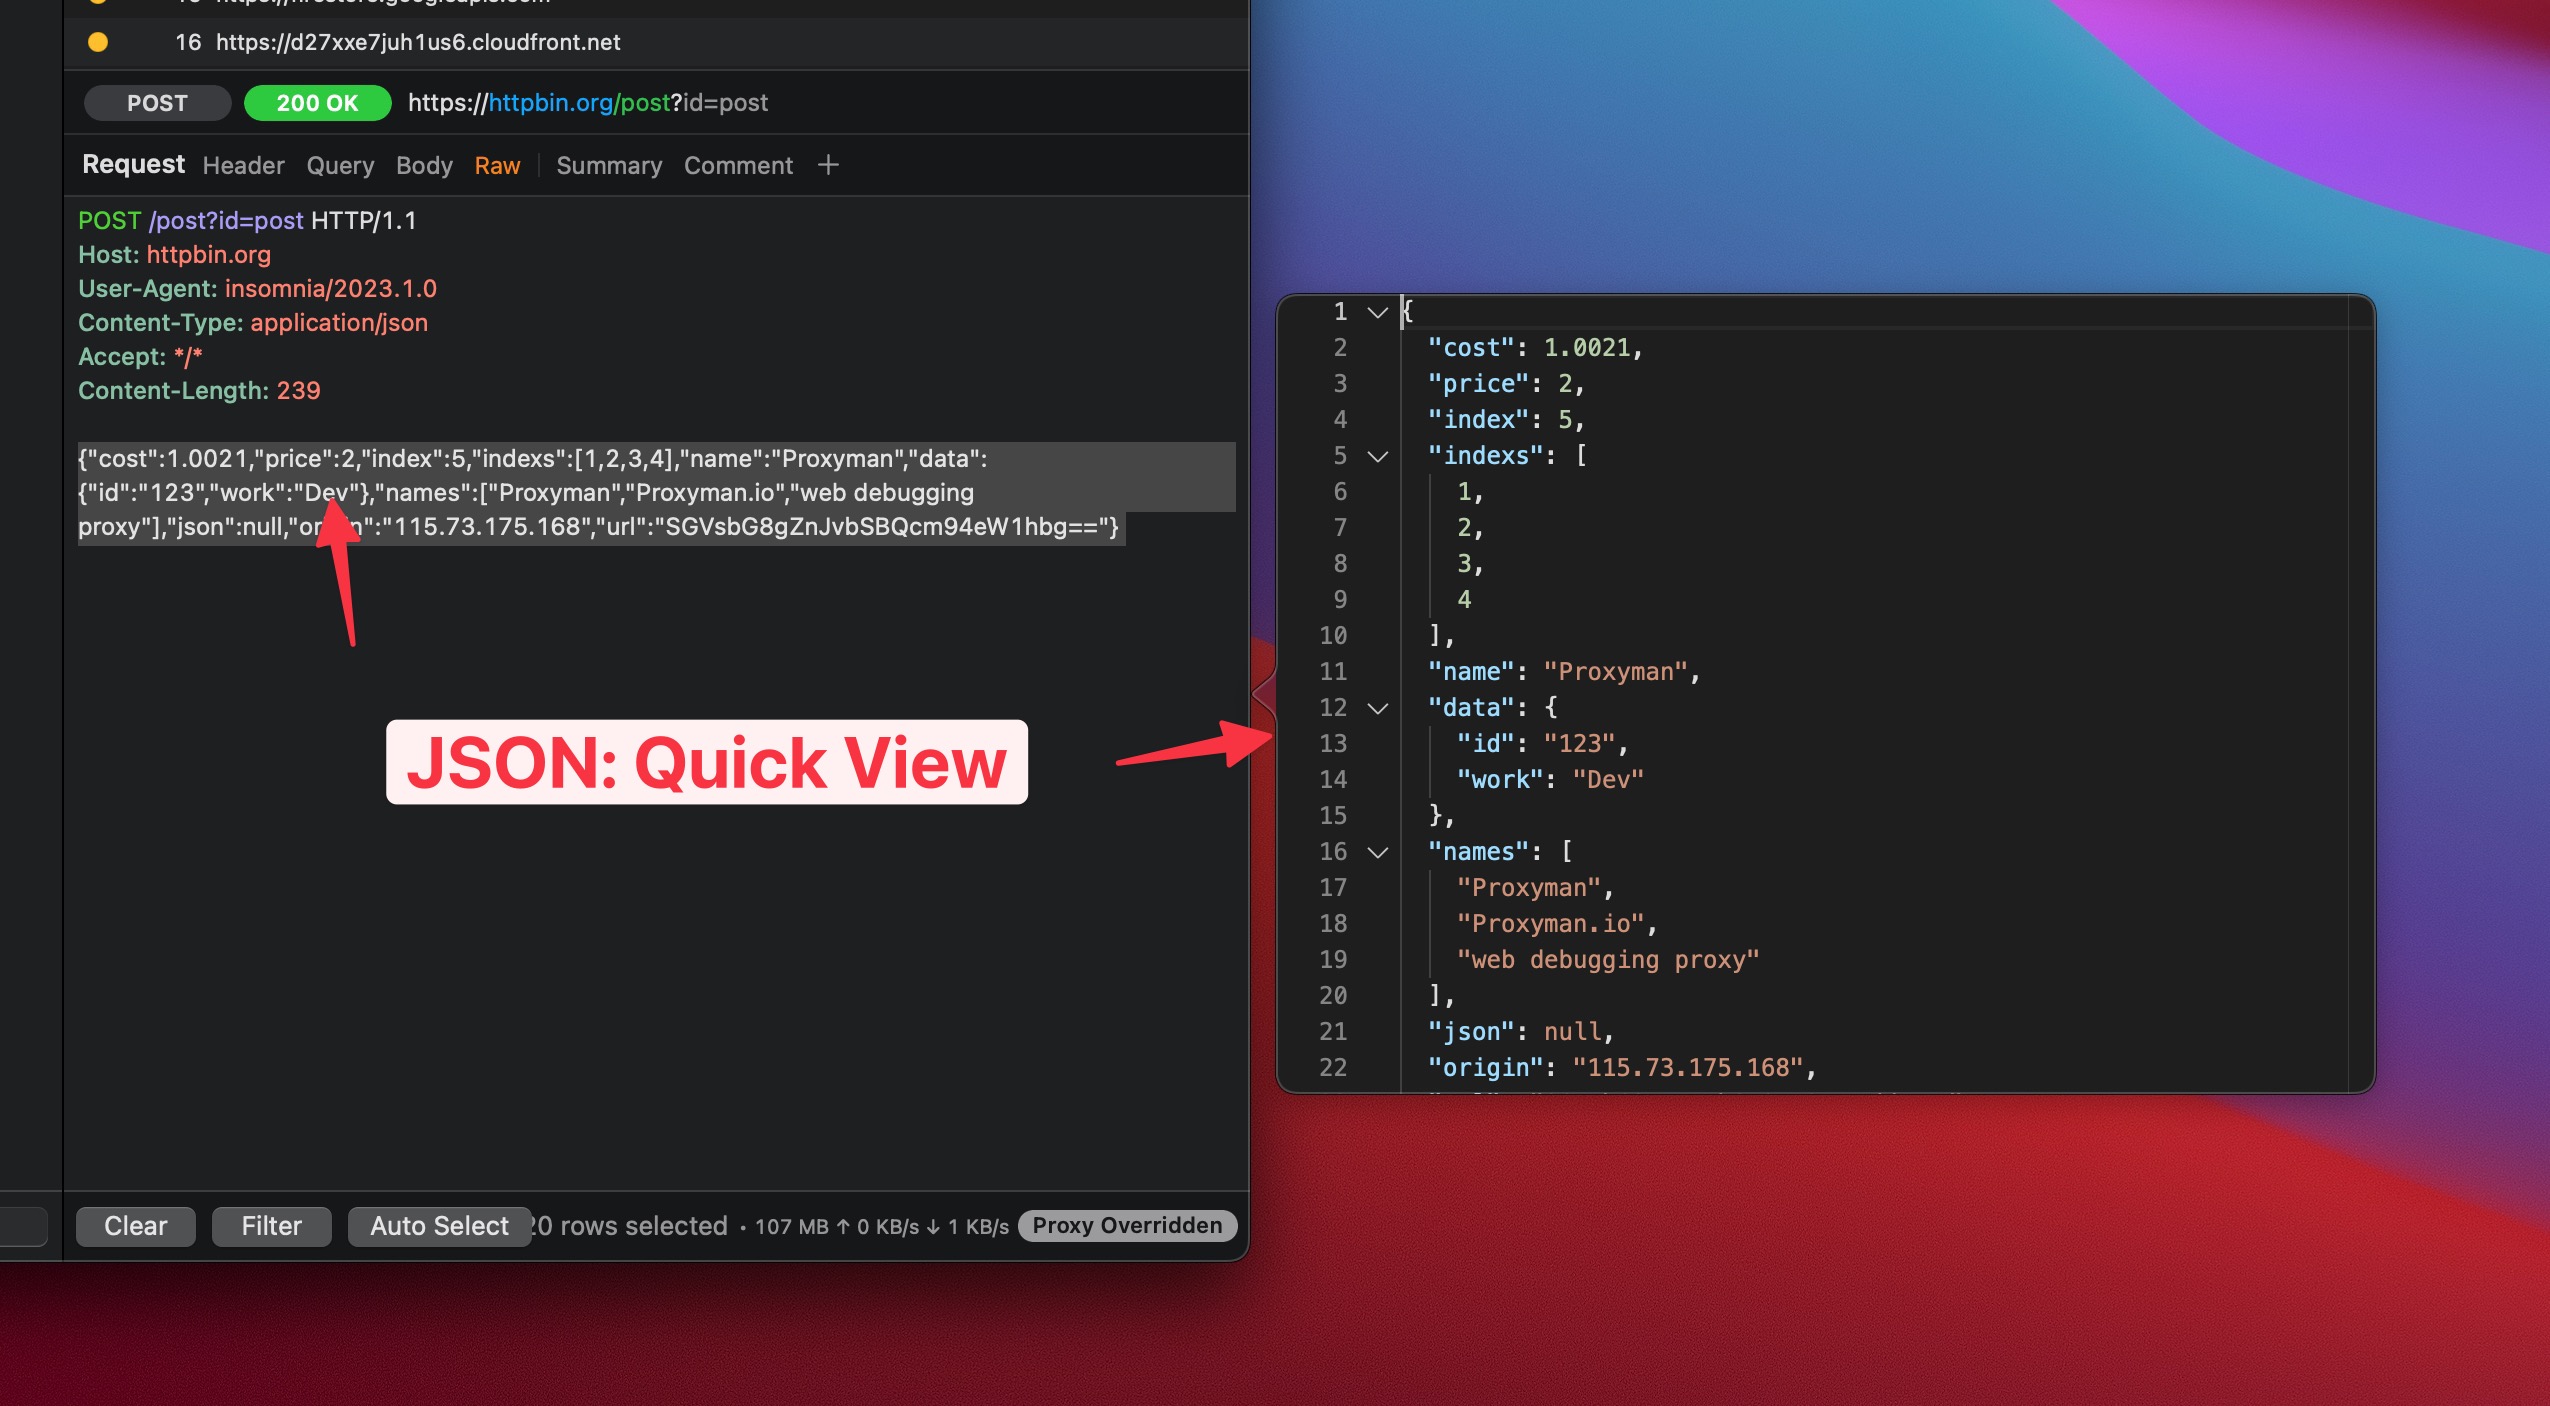 16 https://d27xxe7juh1us6.cloudfront.net
POST 200 OK https://httpbin.org/post?id=post
Request Header Query Body Raw Summary Comment +
POST /post?id=post HTTP/1.1
Host: httpbin.org
User-Agent: insomnia/2023.1.0
Content-Type: application/json
Accept: */*
Content-Length: 239
{"cost":1.0021,"price":2,"index":5,"indexs":[1,2,3,4],"name":"Proxyman","data":
{"id":"123","work":"Dev"},"names":["Proxyman","Proxyman.io","web debugging
proxy"],"json":null,"origin":"115.73.175.168","url":"SGVsbG8gZnJvbSBQcm94eW1hbg=="}
JSON: Quick View
Clear Filter Auto Select 20 rows selected • 107 MB ↑ 0 KB/s ↓ 1 KB/s Proxy Overridden
1 {
2 "cost": 1.0021,
3 "price": 2,
4 "index": 5,
5 "indexs": [
6 1,
7 2,
8 3,
9 4
10 ],
11 "name": "Proxyman",
12 "data": {
13 "id": "123",
14 "work": "Dev"
15 },
16 "names": [
17 "Proxyman",
18 "Proxyman.io",
19 "web debugging proxy"
20 ],
21 "json": null,
22 "origin": "115.73.175.168",